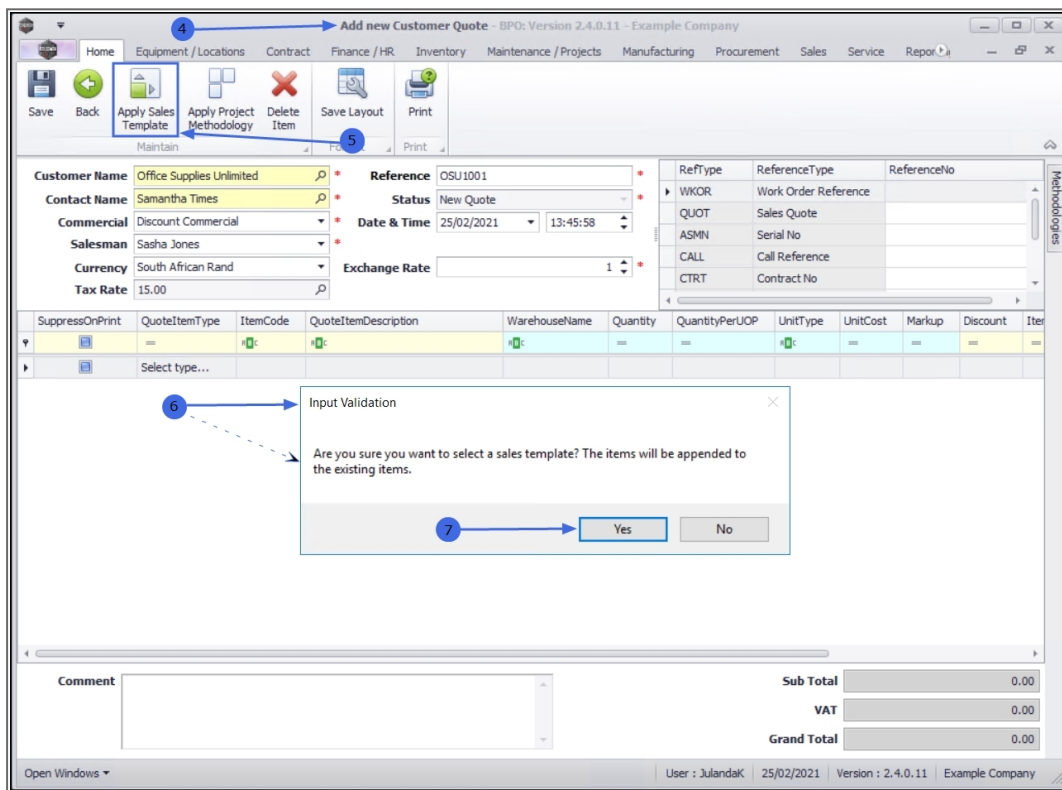 4
Add new Customer Quote - BPO: Version 2.4.0.11 - Example Company
Home Equipment / Locations Contract Finance / HR Inventory Maintenance / Projects Manufacturing Procurement Sales Service Repor
Save Back Apply Sales Template Apply Project Methodology Delete Item Save Layout Print
5
Maintain Print
Customer Name Office Supplies Unlimited * Reference OSU1001 *
Contact Name Samantha Times * Status New Quote *
Commercial Discount Commercial * Date & Time 25/02/2021 13:45:58
Salesman Sasha Jones *
Currency South African Rand Exchange Rate 1 *
Tax Rate 15.00
RefType ReferenceType ReferenceNo
WKOR Work Order Reference
QUOT Sales Quote
ASMN Serial No
CALL Call Reference
CTRT Contract No
Methodologies
SuppressOnPrint QuoteItemType ItemCode QuoteItemDescription WarehouseName Quantity QuantityPerUOP UnitType UnitCost Markup Discount Iter
Select type...
6
Input Validation
Are you sure you want to select a sales template? The items will be appended to
the existing items.
7
Yes No
Comment
Sub Total 0.00
VAT 0.00
Grand Total 0.00
Open Windows User : JulandaK 25/02/2021 Version : 2.4.0.11 Example Company